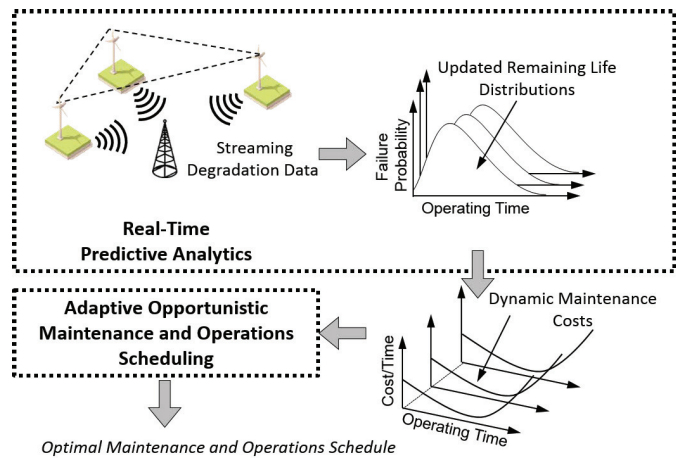 Updated Remaining Life
Distributions
Failure
Probability
Operating Time
Streaming
Degradation Data
Real-Time
Predictive Analytics
Dynamic Maintenance
Costs
Cost/Time
Operating Time
Adaptive Opportunistic
Maintenance and Operations
Scheduling
Optimal Maintenance and Operations Schedule